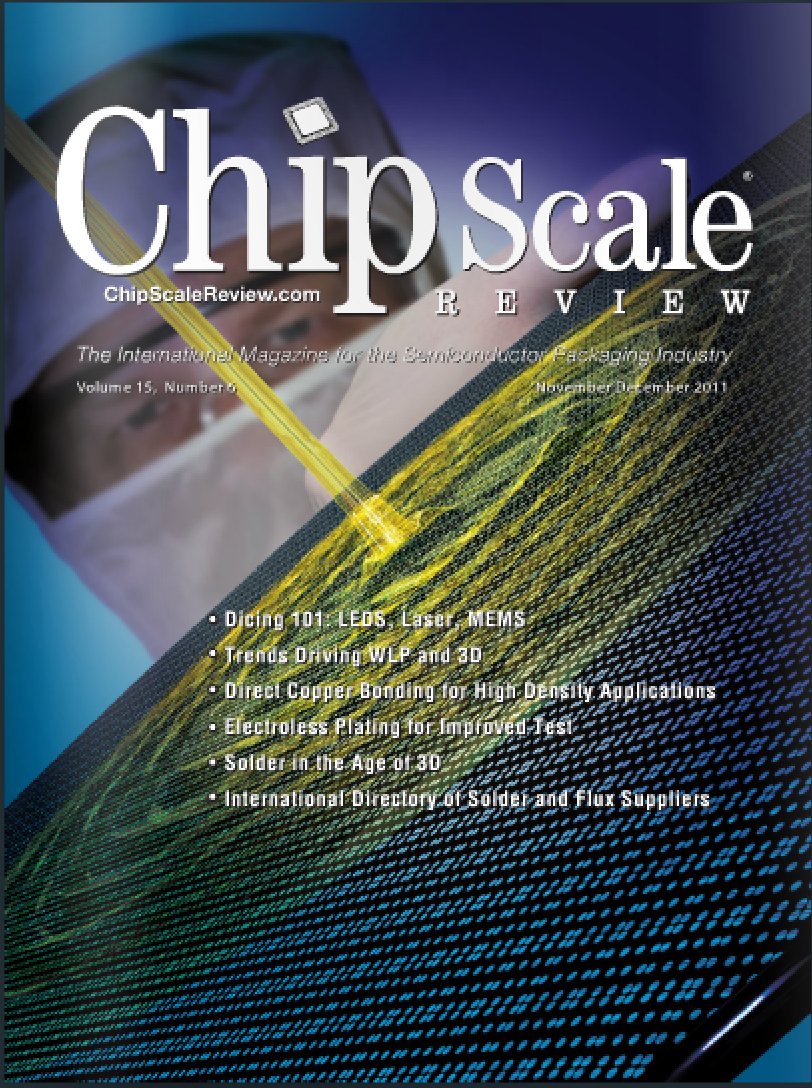 Chip Scale®
ChipScaleReview.com
REVIEW
The International Magazine for the Semiconductor Packaging Industry
Volume 15, Number 6
November December 2011
• Dicing 101: LEDS, Laser, MEMS
• Trends Driving WLP and 3D
• Direct Copper Bonding for High Density Applications
• Electroless Plating for Improved Test
• Solder in the Age of 3D
• International Directory of Solder and Flux Suppliers